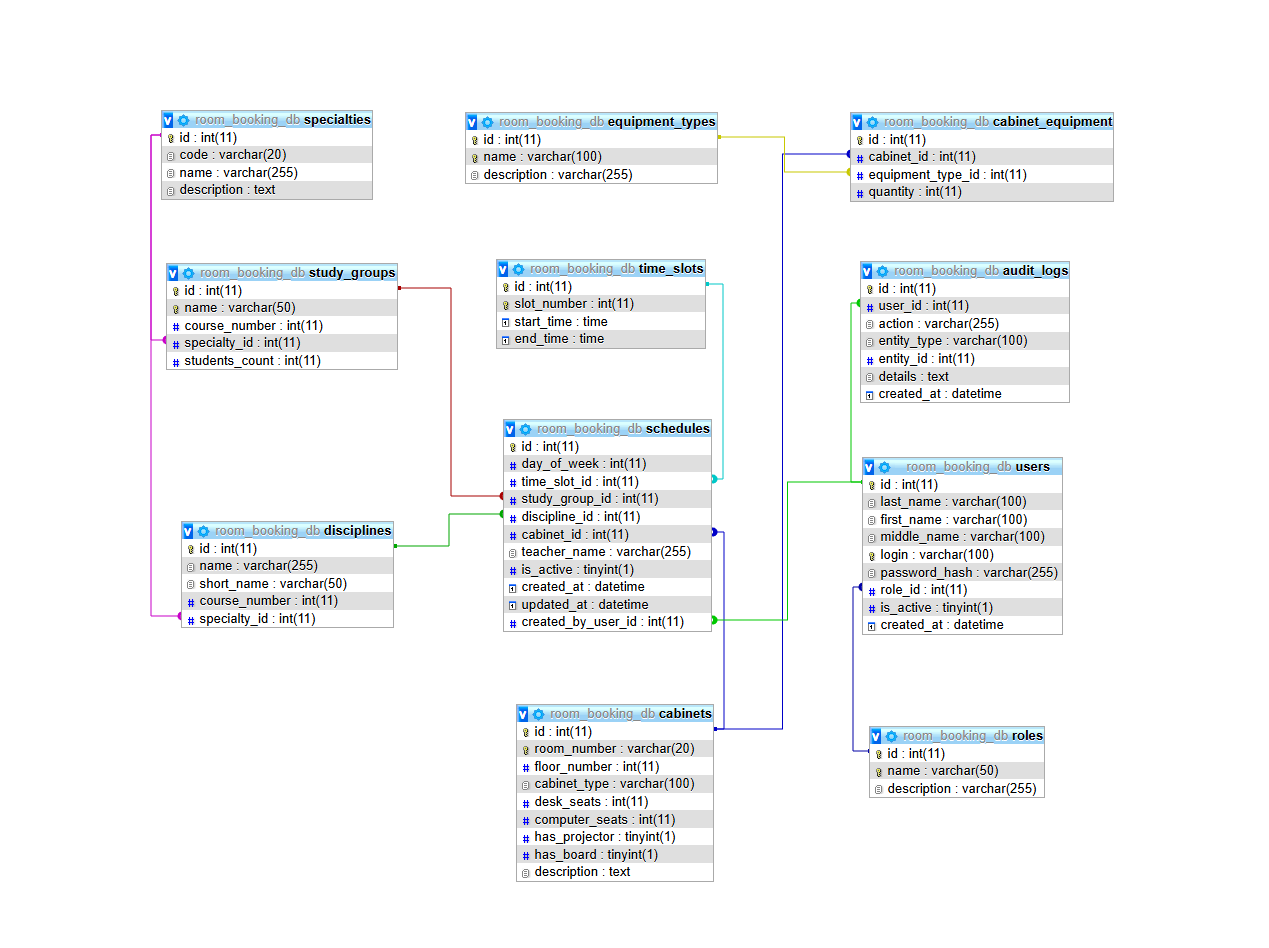 room_booking_db specialties
id : int(11)
code : varchar(20)
name : varchar(255)
description : text
room_booking_db equipment_types
id : int(11)
name : varchar(100)
description : varchar(255)
room_booking_db cabinet_equipment
id : int(11)
cabinet_id : int(11)
equipment_type_id : int(11)
quantity : int(11)
room_booking_db study_groups
id : int(11)
name : varchar(50)
course_number : int(11)
specialty_id : int(11)
students_count : int(11)
room_booking_db time_slots
id : int(11)
slot_number : int(11)
start_time : time
end_time : time
room_booking_db audit_logs
id : int(11)
user_id : int(11)
action : varchar(255)
entity_type : varchar(100)
entity_id : int(11)
details : text
created_at : datetime
room_booking_db schedules
id : int(11)
day_of_week : int(11)
time_slot_id : int(11)
study_group_id : int(11)
discipline_id : int(11)
cabinet_id : int(11)
teacher_name : varchar(255)
is_active : tinyint(1)
created_at : datetime
updated_at : datetime
created_by_user_id : int(11)
room_booking_db users
id : int(11)
last_name : varchar(100)
first_name : varchar(100)
middle_name : varchar(100)
login : varchar(100)
password_hash : varchar(255)
role_id : int(11)
is_active : tinyint(1)
created_at : datetime
room_booking_db disciplines
id : int(11)
name : varchar(255)
short_name : varchar(50)
course_number : int(11)
specialty_id : int(11)
room_booking_db cabinets
id : int(11)
room_number : varchar(20)
floor_number : int(11)
cabinet_type : varchar(100)
desk_seats : int(11)
computer_seats : int(11)
has_projector : tinyint(1)
has_board : tinyint(1)
description : text
room_booking_db roles
id : int(11)
name : varchar(50)
description : varchar(255)